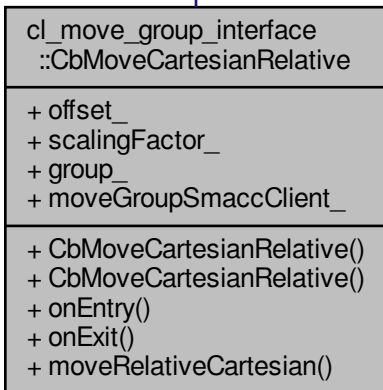 cl_move_group_interface
::CbMoveCartesianRelative
+ offset_
+ scalingFactor_
+ group_
+ moveGroupSmaccClient_
+ CbMoveCartesianRelative()
+ CbMoveCartesianRelative()
+ onEntry()
+ onExit()
+ moveRelativeCartesian()